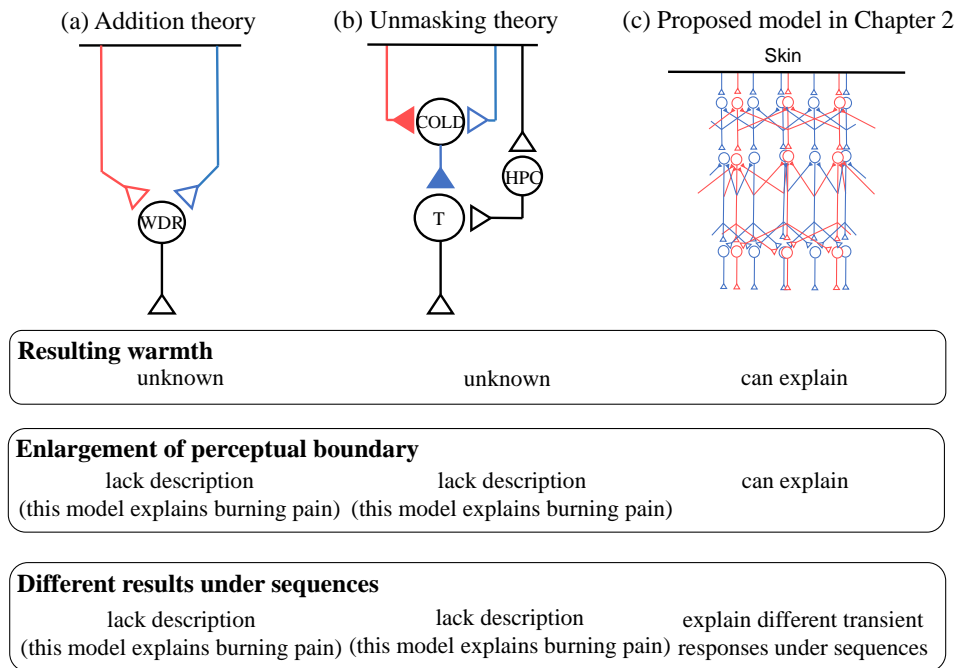 (a) Addition theory (b) Unmasking theory (c) Proposed model in Chapter 2
Skin
COLD
HPC
WDR
T
Resulting warmth
unknown unknown can explain
Enlargement of perceptual boundary
lack description lack description can explain
(this model explains burning pain) (this model explains burning pain)
Different results under sequences
lack description lack description explain different transient
(this model explains burning pain) (this model explains burning pain) responses under sequences